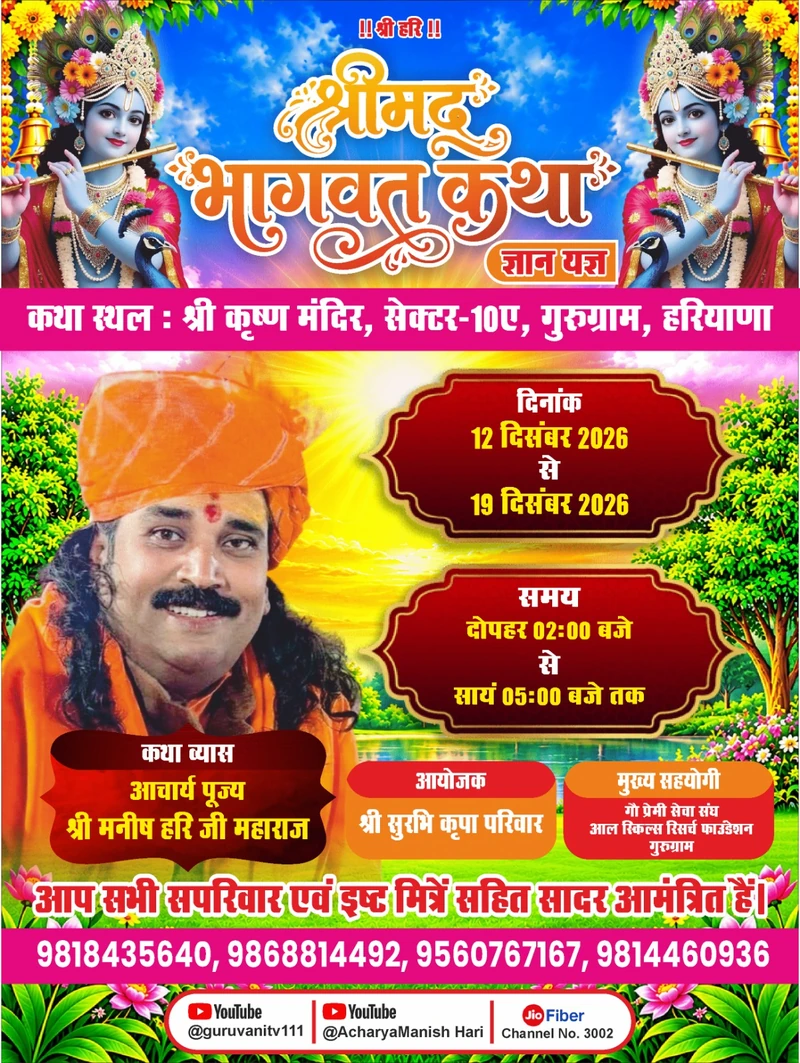 !! श्री हरि !!
श्रीमद्
भागवत कथा
ज्ञान यज्ञ
कथा स्थल : श्री कृष्ण मंदिर, सेक्टर-10ए, गुरुग्राम, हरियाणा
दिनांक
12 दिसंबर 2026
से
19 दिसंबर 2026
समय
दोपहर 02:00 बजे
से
सायं 05:00 बजे तक
कथा व्यास
आचार्य पूज्य
श्री मनीष हरि जी महाराज
आयोजक
श्री सुरभि कृपा परिवार
मुख्य सहयोगी
गौ प्रेमी सेवा संघ
आल स्किल्स रिसर्च फाउंडेशन
गुरुग्राम
आप सभी सपरिवार एवं इष्ट मित्रें सहित सादर आमंत्रित हैं।
9818435640, 9868814492, 9560767167, 9814460936
YouTube
@guruvanitv111
YouTube
@AcharyaManish Hari
Jio Fiber
Channel No. 3002